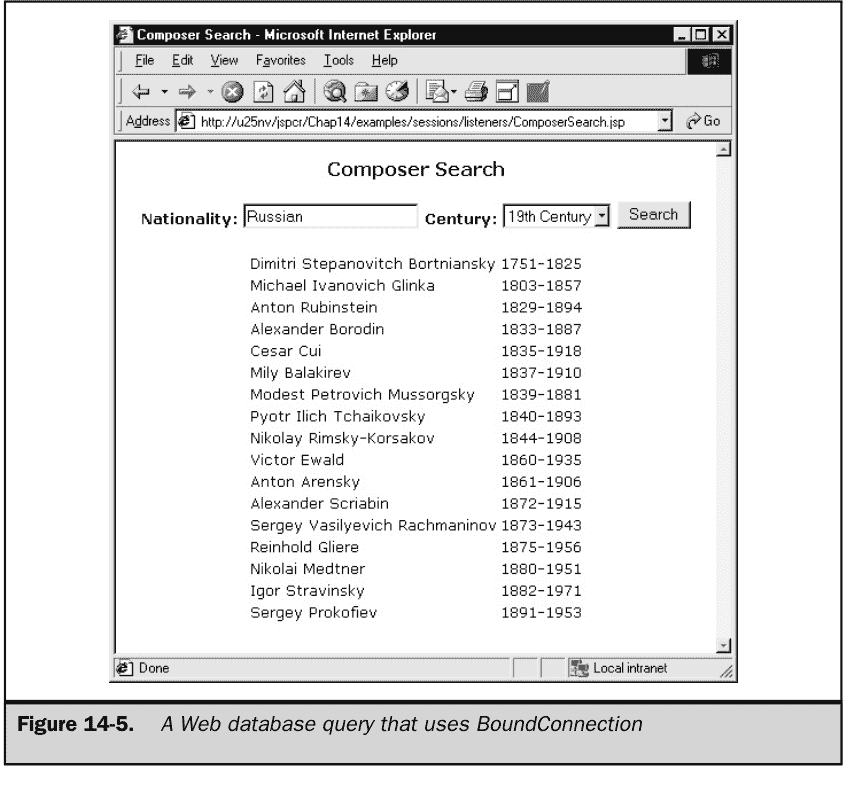 Composer Search - Microsoft Internet Explorer
File Edit View Favorites Tools Help
Address http://u25nv/jspcr/Chap14/examples/sessions/listeners/ComposerSearch.jsp Go
Composer Search
Nationality: Russian Century: 19th Century Search
Dimitri Stepanovitch Bortniansky 1751-1825
Michael Ivanovich Glinka 1803-1857
Anton Rubinstein 1829-1894
Alexander Borodin 1833-1887
Cesar Cui 1835-1918
Mily Balakirev 1837-1910
Modest Petrovich Mussorgsky 1839-1881
Pyotr Ilich Tchaikovsky 1840-1893
Nikolay Rimsky-Korsakov 1844-1908
Victor Ewald 1860-1935
Anton Arensky 1861-1906
Alexander Scriabin 1872-1915
Sergey Vasilyevich Rachmaninov 1873-1943
Reinhold Gliere 1875-1956
Nikolai Medtner 1880-1951
Igor Stravinsky 1882-1971
Sergey Prokofiev 1891-1953
Done Local intranet
Figure 14-5. A Web database query that uses BoundConnection